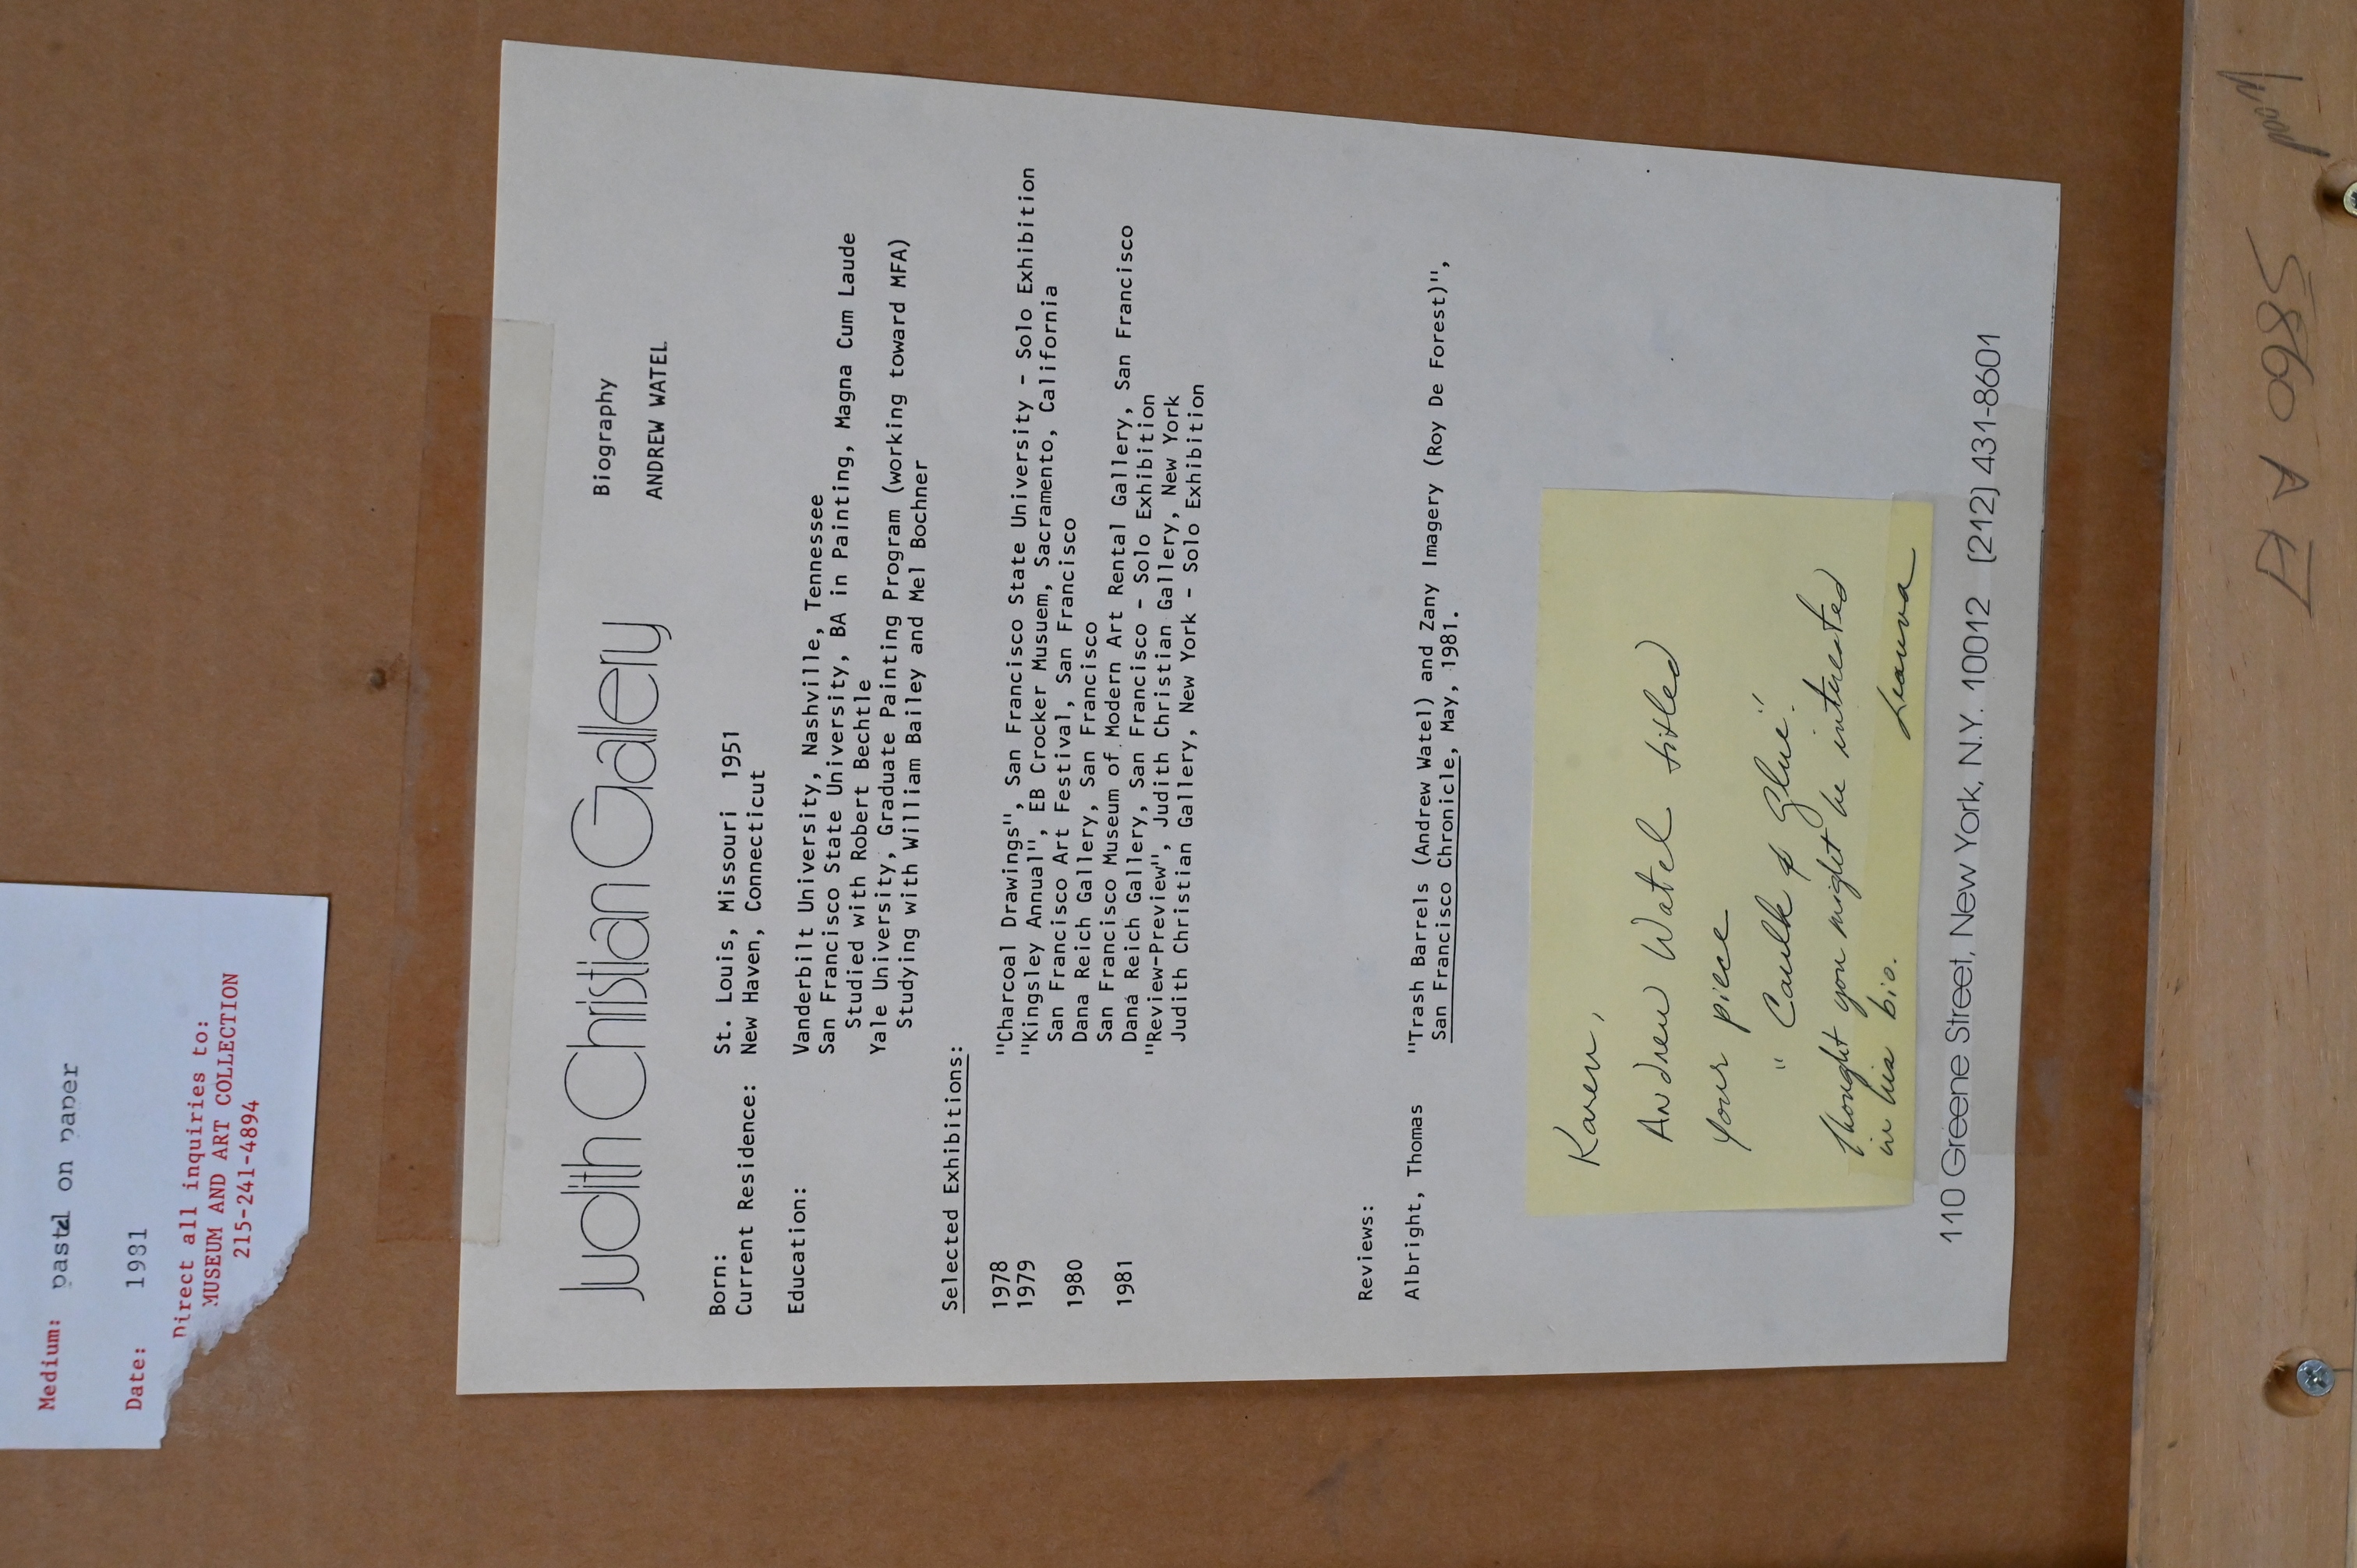 Medium: pastel on paper
Date: 1981
Direct all inquiries to:
MUSEUM AND ART COLLECTION
215-241-4894
Judith Christian Gallery
Biography
ANDREW WATEL
Born: St. Louis, Missouri 1951
Current Residence: New Haven, Connecticut
Education: Vanderbilt University, Nashville, Tennessee
San Francisco State University, BA in Painting, Magna Cum Laude
Studied with Robert Bechtle
Yale University, Graduate Painting Program (working toward MFA)
Studying with William Bailey and Mel Bochner
Selected Exhibitions:
1978 "Charcoal Drawings", San Francisco State University - Solo Exhibition
1979 "Kingsley Annual", EB Crocker Musuem, Sacramento, California
San Francisco Art Festival, San Francisco
1980 Dana Reich Gallery, San Francisco
San Francisco Museum of Modern Art Rental Gallery, San Francisco
1981 Dana Reich Gallery, San Francisco - Solo Exhibition
"Review-Preview", Judith Christian Gallery, New York
Judith Christian Gallery, New York - Solo Exhibition
Reviews:
Albright, Thomas "Trash Barrels (Andrew Watel) and Zany Imagery (Roy De Forest)",
San Francisco Chronicle, May, 1981.
Karen,
Andrew Watel titled
your piece
"Caulk & Glue".
Thought you might be interested
in his bio.
110 Greene Street, New York, N.Y. 10012 (212) 431-8601
5860 A